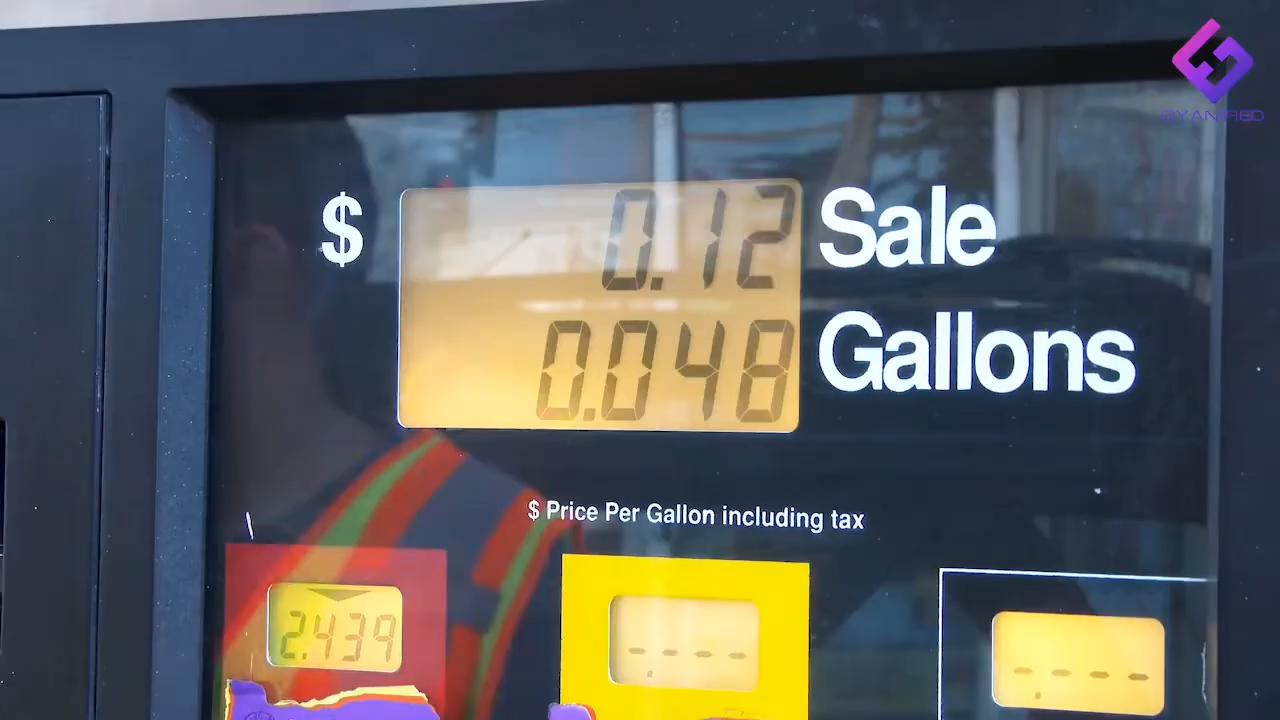 $ 0.12 Sale
0.048 Gallons
$ Price Per Gallon including tax
2.439
- - - -
- - - -